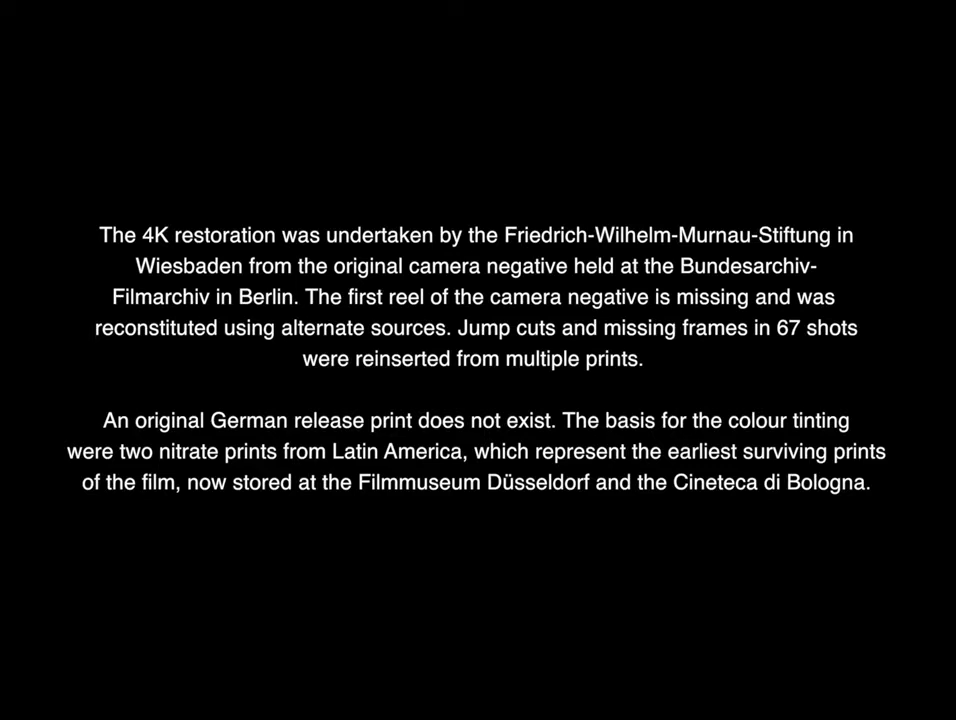 The 4K restoration was undertaken by the Friedrich-Wilhelm-Murnau-Stiftung in
Wiesbaden from the original camera negative held at the Bundesarchiv-
Filmarchiv in Berlin. The first reel of the camera negative is missing and was
reconstituted using alternate sources. Jump cuts and missing frames in 67 shots
were reinserted from multiple prints.
An original German release print does not exist. The basis for the colour tinting
were two nitrate prints from Latin America, which represent the earliest surviving prints
of the film, now stored at the Filmmuseum Düsseldorf and the Cineteca di Bologna.